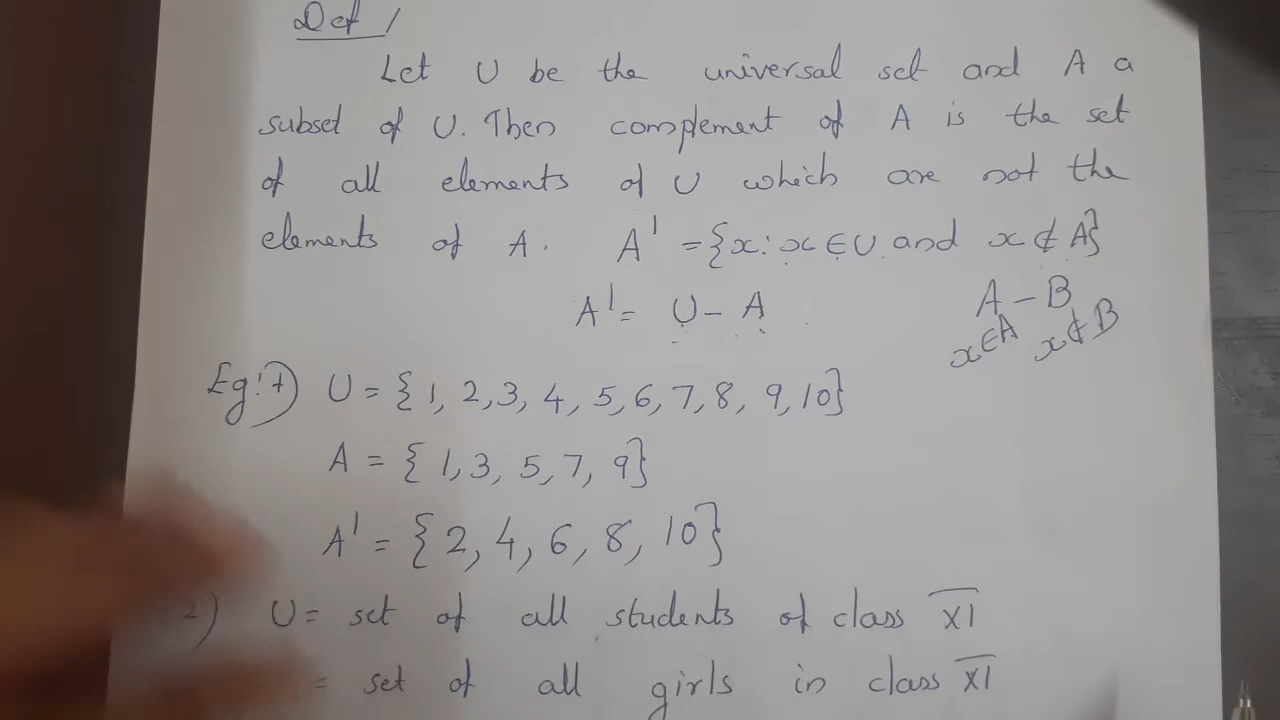 Def /
Let U be the universal set and A a
subset of U. Then complement of A is the set
of all elements of U which are not the
elements of A. A' = {x: x ∈ U and x ∉ A}
A' = U - A
A - B
x ∈ A x ∉ B
Eg: 1) U = {1, 2, 3, 4, 5, 6, 7, 8, 9, 10}
A = {1, 3, 5, 7, 9}
A' = {2, 4, 6, 8, 10}
2) U = set of all students of class XI
= set of all girls in class XI